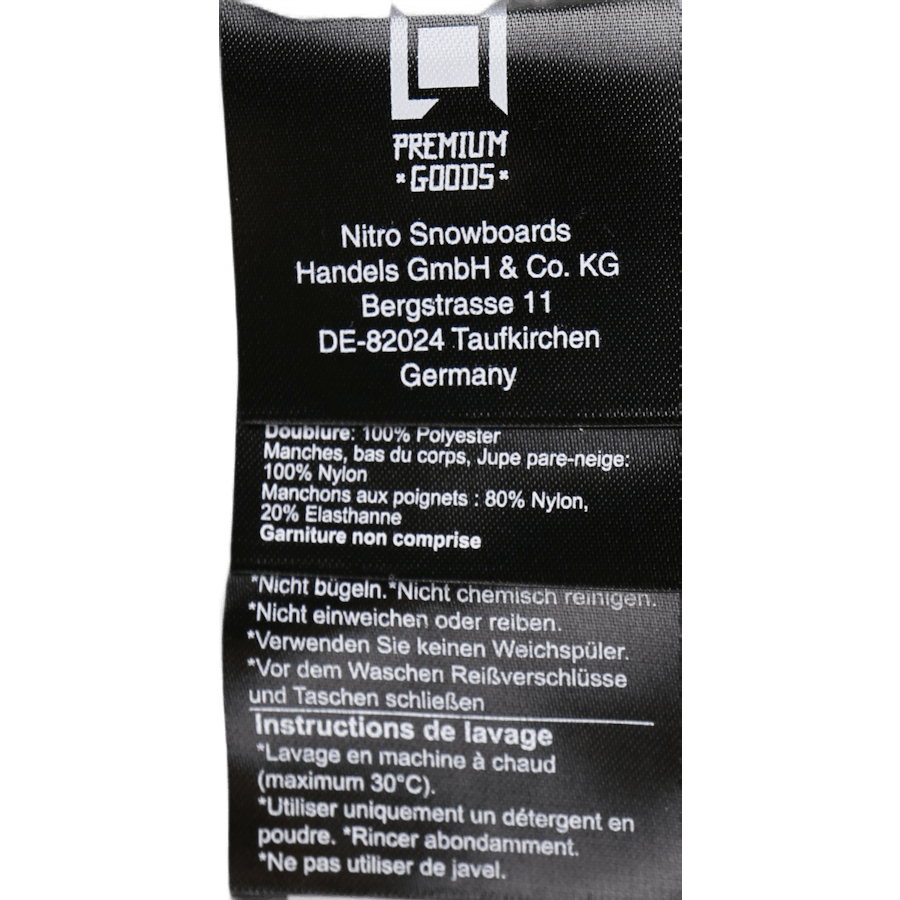 PREMIUM
*GOODS*
Nitro Snowboards
Handels GmbH & Co. KG
Bergstrasse 11
DE-82024 Taufkirchen
Germany
Doublure: 100% Polyester
Manches, bas du corps, Jupe pare-neige:
100% Nylon
Manchons aux poignets : 80% Nylon,
20% Elasthanne
Garniture non comprise
*Nicht bügeln.*Nicht chemisch reinigen.
*Nicht einweichen oder reiben.
*Verwenden Sie keinen Weichspüler.
*Vor dem Waschen Reißverschlüsse
und Taschen schließen
Instructions de lavage
*Lavage en machine à chaud
(maximum 30°C).
*Utiliser uniquement un détergent en
poudre. *Rincer abondamment.
*Ne pas utiliser de javel.